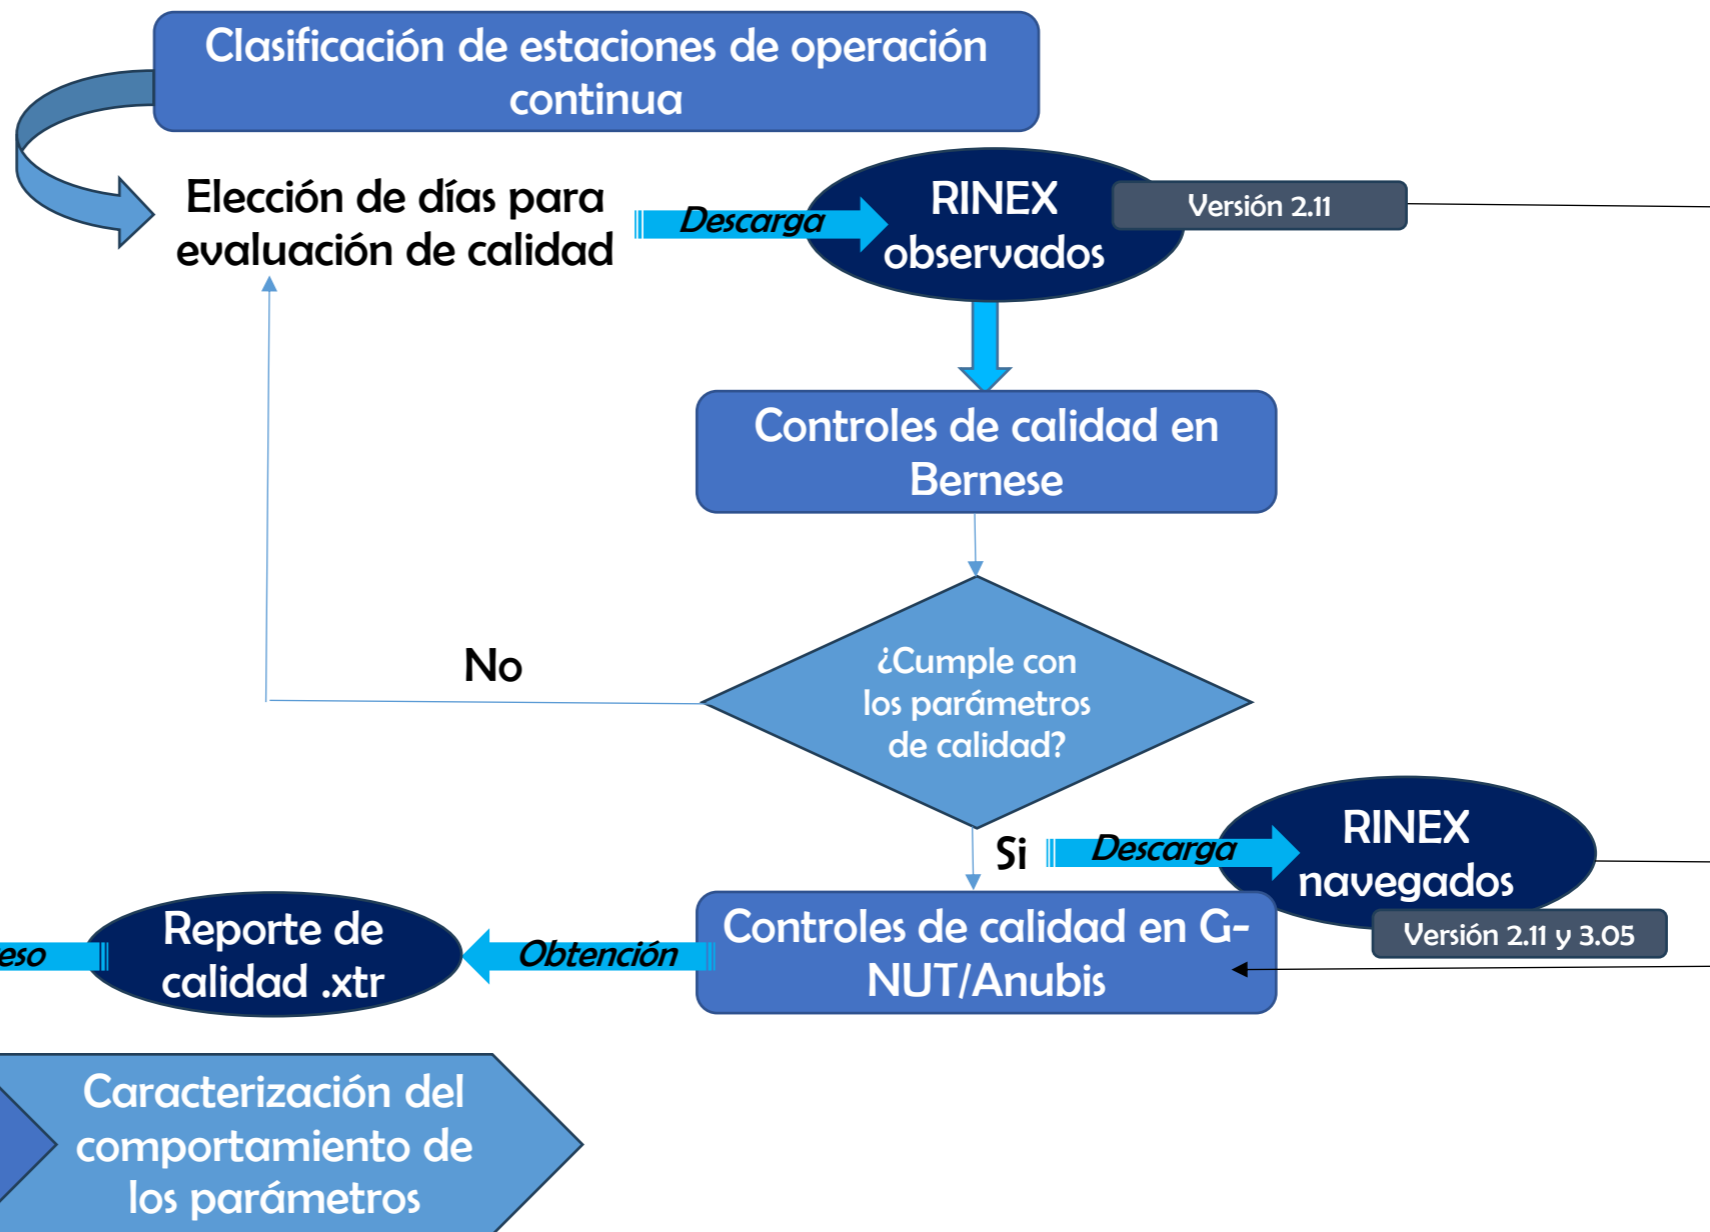 Clasificación de estaciones de operación
continua
Elección de días para
evaluación de calidad
Descarga
RINEX
observados
Versión 2.11
Controles de calidad en
Bernese
¿Cumple con
los parámetros
de calidad?
No
Si
Descarga
RINEX
navegados
Versión 2.11 y 3.05
Controles de calidad en G-
NUT/Anubis
Obtención
Reporte de
calidad .xtr
Caracterización del
comportamiento de
los parámetros